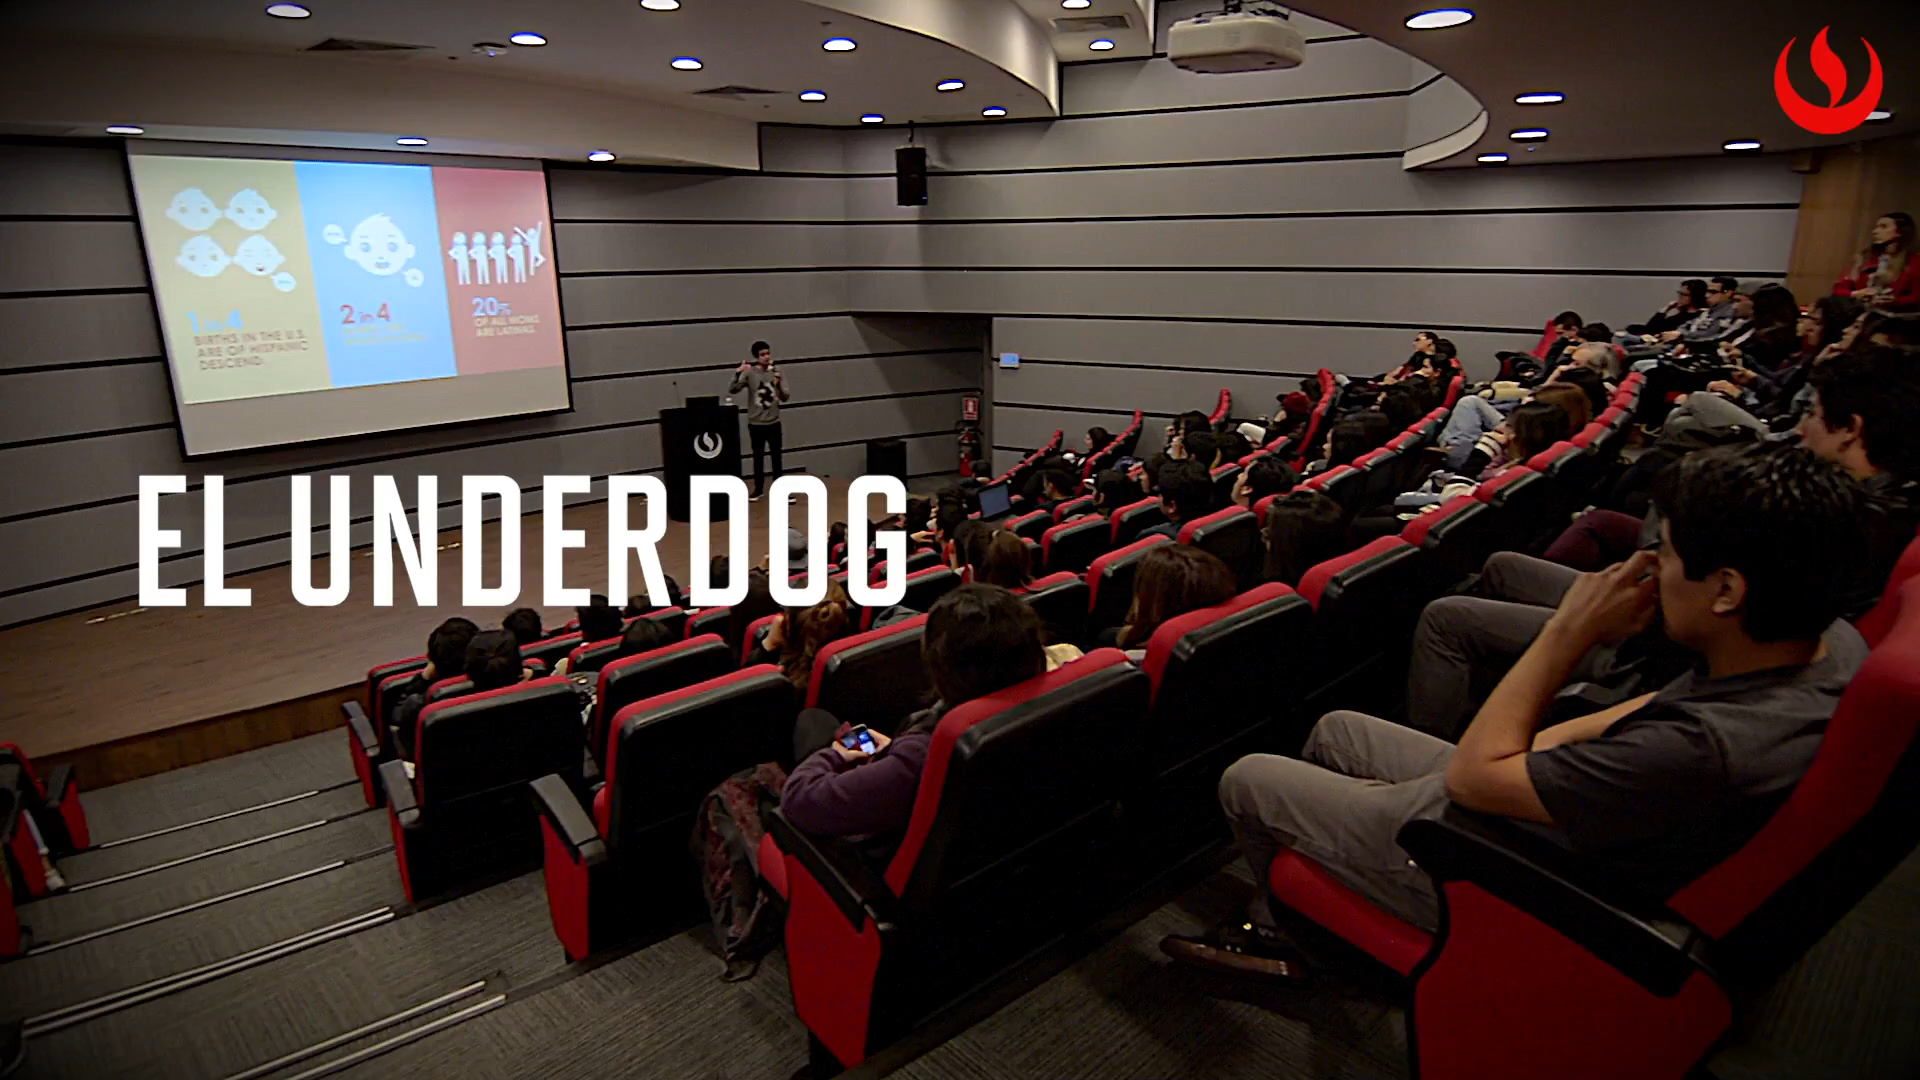 1 in 4
BIRTHS IN THE U.S.
ARE OF HISPANIC
DESCEND.
2 in 4
20%
OF ALL MOMS
ARE LATINAS.
EL UNDERDOG